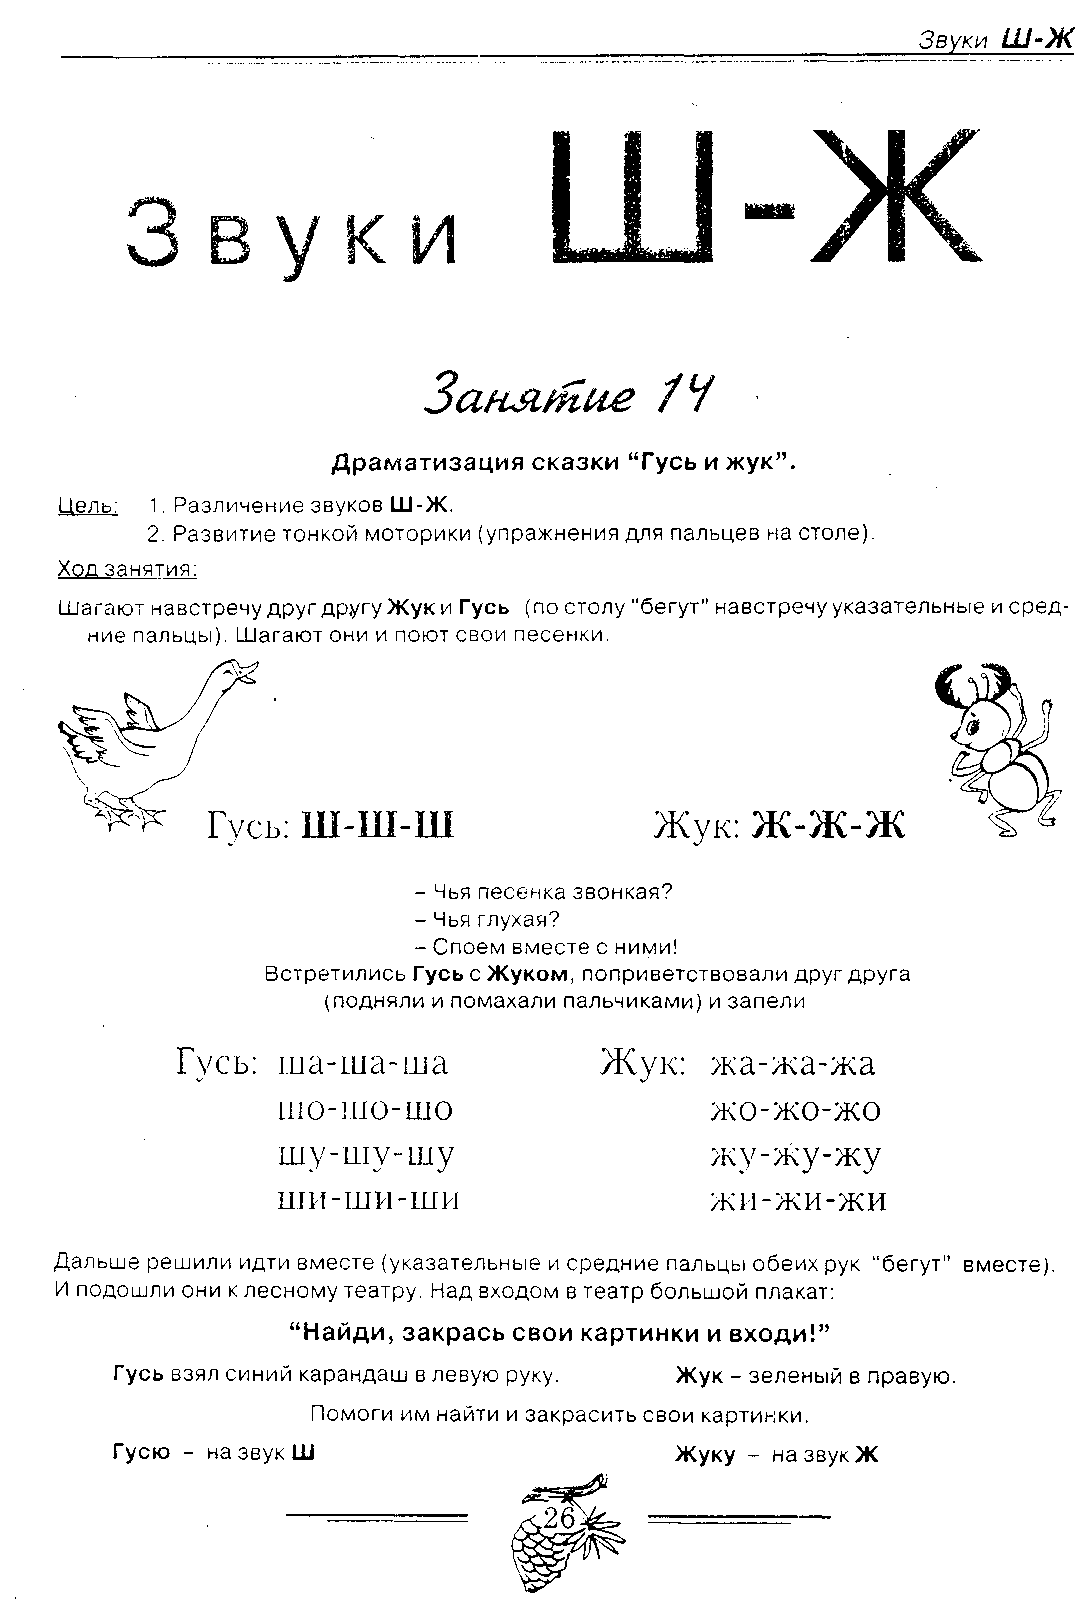 Звуки Ш-Ж
Звуки Ш-Ж
Занятие 14
Драматизация сказки "Гусь и жук".
Цель: 1. Различение звуков Ш-Ж.
2. Развитие тонкой моторики (упражнения для пальцев на столе).
Ход занятия:
Шагают навстречу друг другу Жук и Гусь (по столу "бегут" навстречу указательные и сред-
ние пальцы). Шагают они и поют свои песенки.
Гусь: Ш-Ш-Ш Жук: Ж-Ж-Ж
– Чья песенка звонкая?
– Чья глухая?
– Споем вместе с ними!
Встретились Гусь с Жуком, поприветствовали друг друга
(подняли и помахали пальчиками) и запели
Гусь: ша-ша-ша Жук: жа-жа-жа
шо-шо-шо жо-жо-жо
шу-шу-шу жу-жу-жу
ши-ши-ши жи-жи-жи
Дальше решили идти вместе (указательные и средние пальцы обеих рук "бегут" вместе).
И подошли они к лесному театру. Над входом в театр большой плакат:
"Найди, закрась свои картинки и входи!"
Гусь взял синий карандаш в левую руку. Жук – зеленый в правую.
Помоги им найти и закрасить свои картинки.
Гусю – на звук Ш Жуку – на звук Ж
26